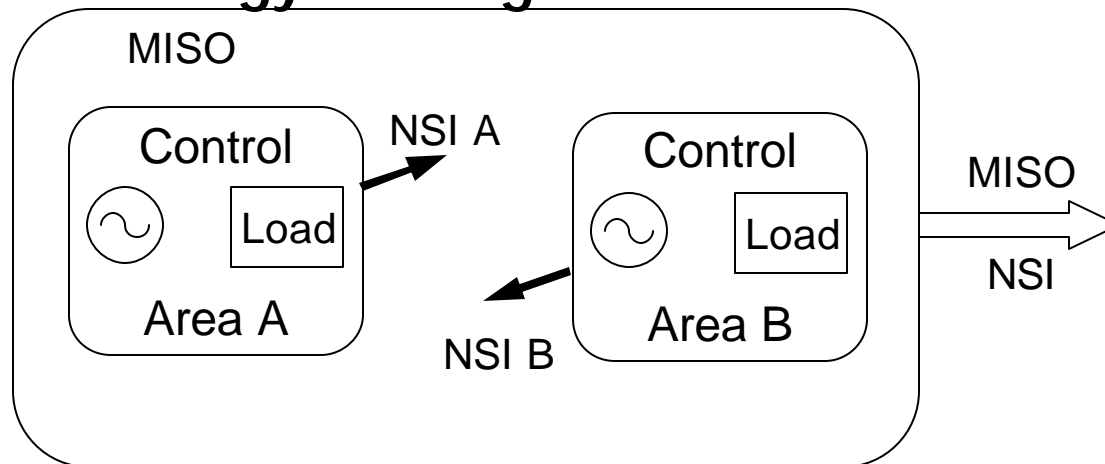 MISO
Control
Load
Area A
NSI A
NSI B
Control
Load
Area B
MISO
NSI